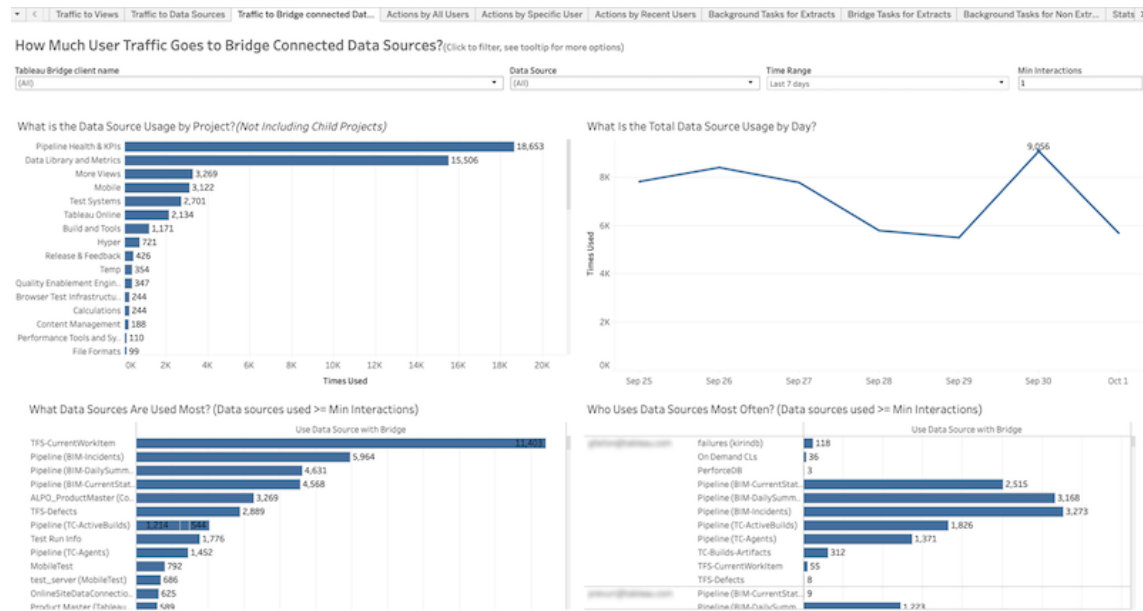 Traffic to Views
Traffic to Data Sources
Traffic to Bridge connected Dat...
Actions by All Users
Actions by Specific User
Actions by Recent Users
Background Tasks for Extracts
Bridge Tasks for Extracts
Background Tasks for Non Extr...
Stats
How Much User Traffic Goes to Bridge Connected Data Sources?(Click to filter, see tooltip for more options)
Tableau Bridge client name
(All)
Data Source
(All)
Time Range
Last 7 days
Min Interactions
1
What is the Data Source Usage by Project?(Not Including Child Projects)
Pipeline Health & KPIs 18,653
Data Library and Metrics 15,506
More Views 3,269
Mobile 3,122
Test Systems 2,701
Tableau Online 2,134
Build and Tools 1,171
Hyper 721
Release & Feedback 426
Temp 354
Quality Enablement Engin.. 347
Browser Test Infrastructu.. 244
Calculations 244
Content Management 188
Performance Tools and Sy.. 110
File Formats 99
0K 2K 4K 6K 8K 10K 12K 14K 16K 18K 20K
Times Used
What Is the Total Data Source Usage by Day?
9,056
8K
6K
4K
2K
0K
Times Used
Sep 25 Sep 26 Sep 27 Sep 28 Sep 29 Sep 30 Oct 1
What Data Sources Are Used Most? (Data sources used >= Min Interactions)
Use Data Source with Bridge
TFS-CurrentWorkItem 11,403
Pipeline (BIM-Incidents) 5,964
Pipeline (BIM-DailySumm.. 4,631
Pipeline (BIM-CurrentStat.. 4,568
ALPO_ProductMaster (Co.. 3,269
TFS-Defects 2,889
Pipeline (TC-ActiveBuilds) 1,214 544
Test Run Info 1,776
Pipeline (TC-Agents) 1,452
MobileTest 792
test_server (MobileTest) 686
OnlineSiteDataConnectio.. 625
Product Master (Tableau.. 589
Who Uses Data Sources Most Often? (Data sources used >= Min Interactions)
Use Data Source with Bridge
failures (kirindb) 118
On Demand CLs 36
PerforceDB 3
Pipeline (BIM-CurrentStat.. 2,515
Pipeline (BIM-DailySumm.. 3,168
Pipeline (BIM-Incidents) 3,273
Pipeline (TC-ActiveBuilds) 1,826
Pipeline (TC-Agents) 1,371
TC-Builds-Artifacts 312
TFS-CurrentWorkItem 55
TFS-Defects 8
Pipeline (BIM-CurrentStat.. 9
Pipeline (BIM-DailySumm.. 1,223